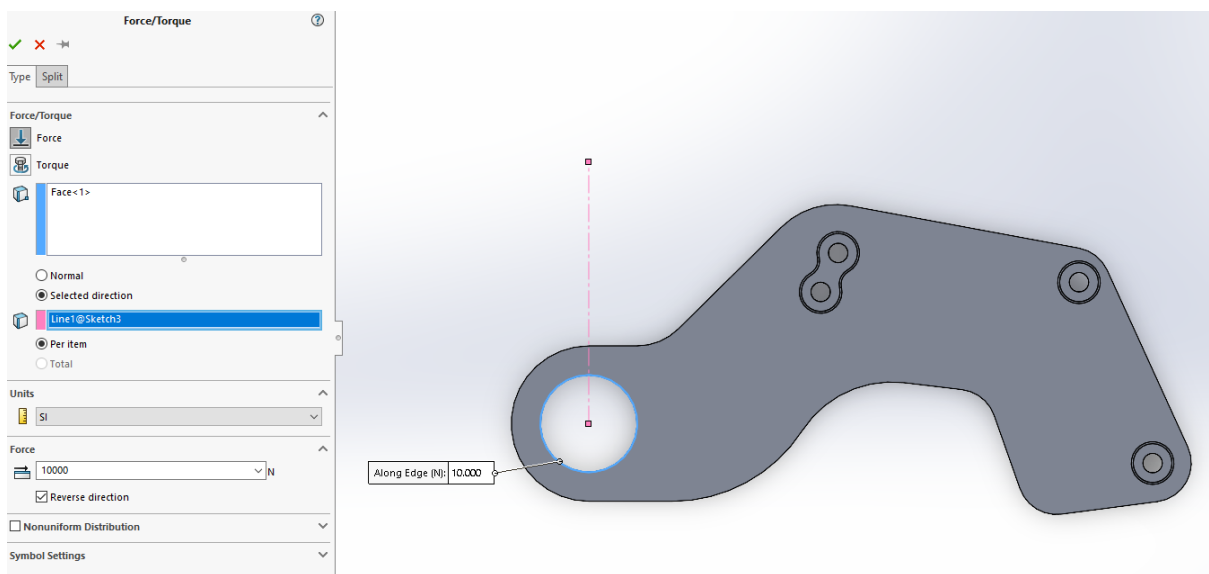 Force/Torque
Type Split
Force/Torque
Force
Torque
Face<1>
Normal
Selected direction
Line1@Sketch3
Per item
Total
Units
SI
Force
10000 N
Reverse direction
Nonuniform Distribution
Symbol Settings
Along Edge (N): 10.000